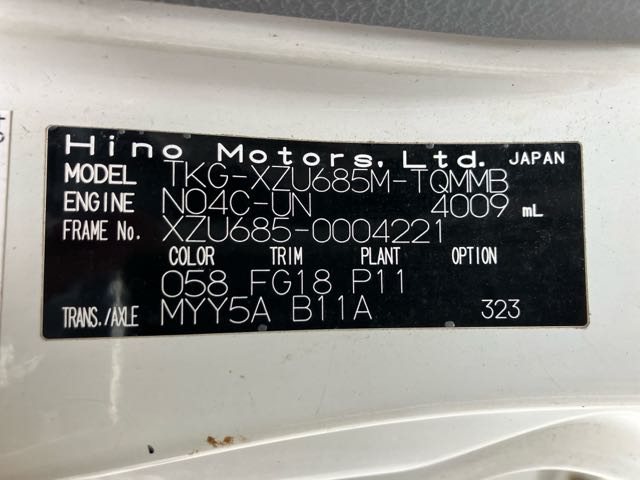 Hino Motors, Ltd. JAPAN
MODEL TKG-XZU685M-TQMMB
ENGINE N04C-UN 4009 mL
FRAME No. XZU685-0004221
COLOR TRIM PLANT OPTION
058 FG18 P11
TRANS./AXLE MYY5A B11A 323